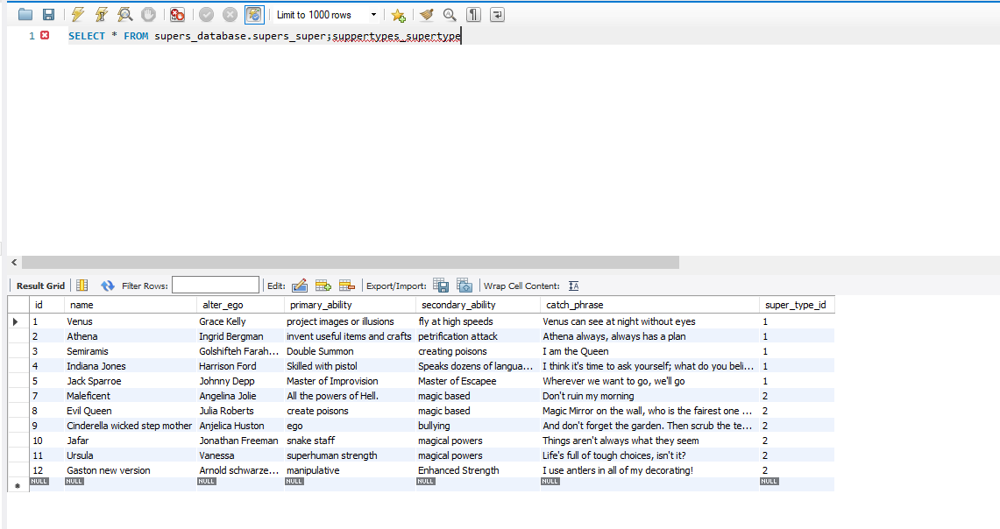 Limit to 1000 rows
1 SELECT * FROM supers_database.supers_super;suppertypes_supertype
Result Grid Filter Rows: Edit: Export/Import: Wrap Cell Content:
id name alter_ego primary_ability secondary_ability catch_phrase super_type_id
1 Venus Grace Kelly project images or illusions fly at high speeds Venus can see at night without eyes 1
2 Athena Ingrid Bergman invent useful items and crafts petrification attack Athena always, always has a plan 1
3 Semiramis Golshifteh Farah... Double Summon creating poisons I am the Queen 1
4 Indiana Jones Harrison Ford Skilled with pistol Speaks dozens of langua... I think it's time to ask yourself; what do you beli... 1
5 Jack Sparroe Johnny Depp Master of Improvision Master of Escapee Wherever we want to go, we'll go 1
7 Maleficent Angelina Jolie All the powers of Hell. magic based Don't ruin my morning 2
8 Evil Queen Julia Roberts create poisons magic based Magic Mirror on the wall, who is the fairest one ... 2
9 Cinderella wicked step mother Anjelica Huston ego bullying And don't forget the garden. Then scrub the te... 2
10 Jafar Jonathan Freeman snake staff magical powers Things aren't always what they seem 2
11 Ursula Vanessa superhuman strength magical powers Life's full of tough choices, isn't it? 2
12 Gaston new version Arnold schwarze... manipulative Enhanced Strength I use antlers in all of my decorating! 2
NULL NULL NULL NULL NULL NULL NULL